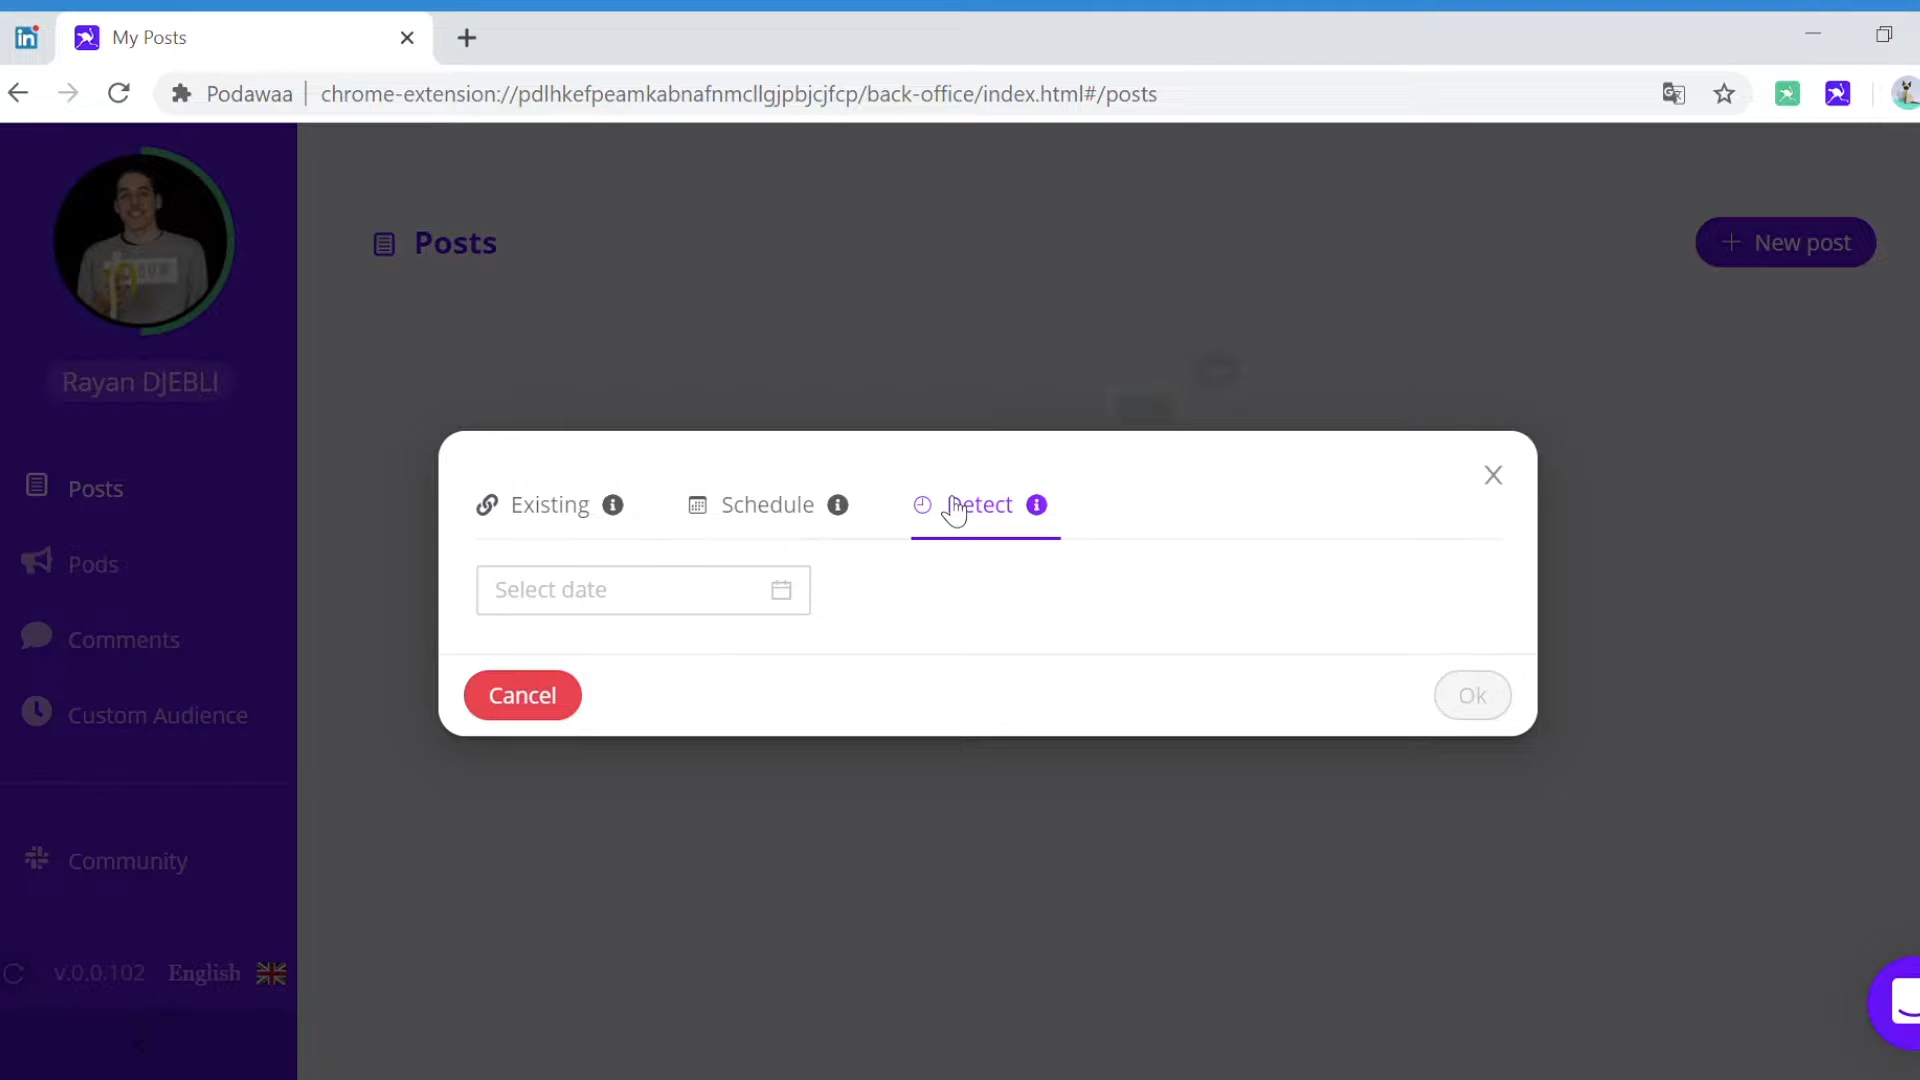 in My Posts
Podawaa chrome-extension://pdlhkefpeamkabnafnmcllgjpbjcjfcp/back-office/index.html#/posts
Rayan DJEBLI
Posts
Pods
Comments
Custom Audience
Community
v.0.0.102 English
Posts
+ New post
Existing
Schedule
Detect
Select date
Cancel
Ok